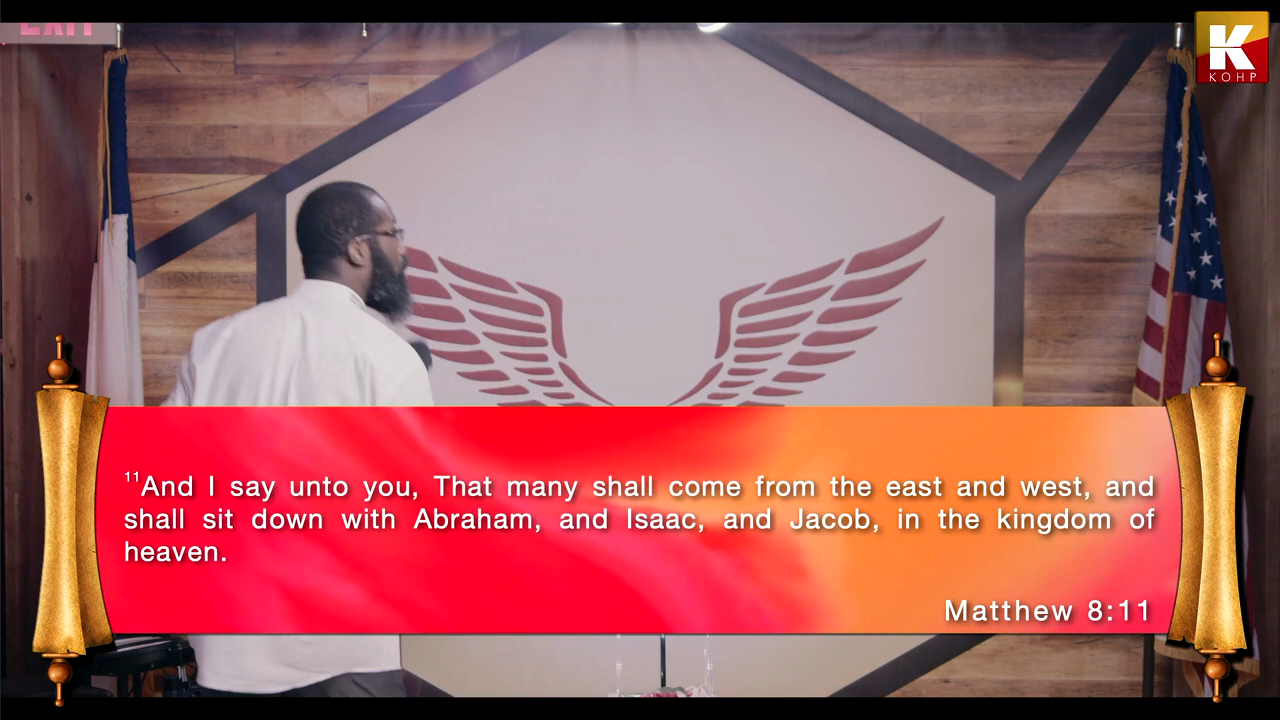 EXIT
K
KOHP
11And I say unto you, That many shall come from the east and west, and
shall sit down with Abraham, and Isaac, and Jacob, in the kingdom of
heaven.
Matthew 8:11